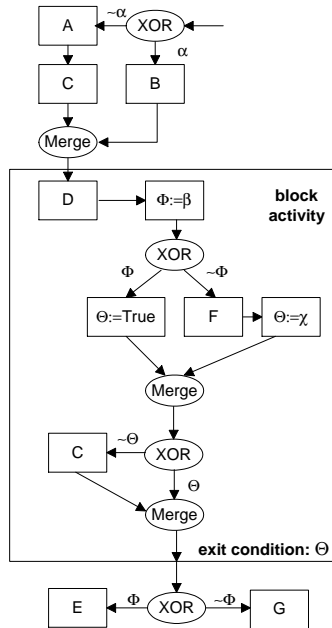 A
~α
XOR
α
C
B
Merge
D
Φ:=β
block
activity
XOR
Φ
~Φ
Θ:=True
F
Θ:=χ
Merge
C
~Θ
XOR
Θ
Merge
exit condition: Θ
E
Φ
XOR
~Φ
G